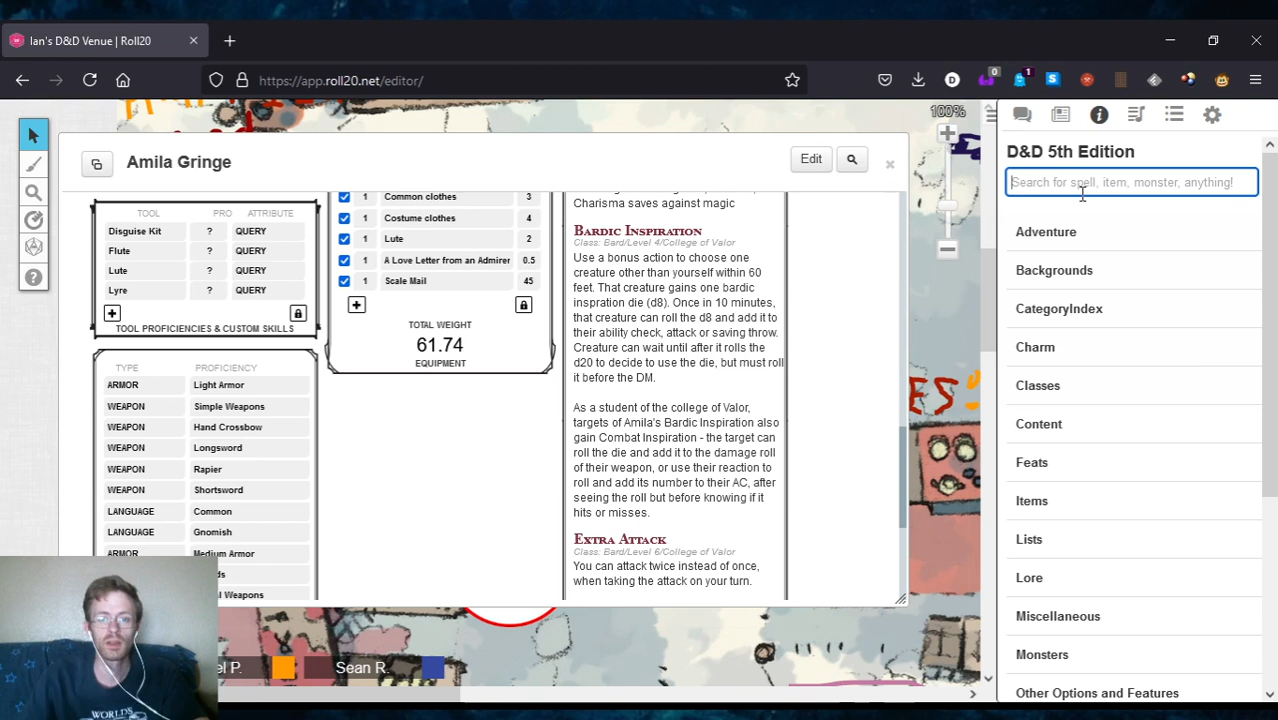 Ian's D&D Venue | Roll20
https://app.roll20.net/editor/
0
1
100%
D&D 5th Edition
Search for spell, item, monster, anything!
Adventure
Backgrounds
CategoryIndex
Charm
Classes
Content
Feats
Items
Lists
Lore
Miscellaneous
Monsters
Other Options and Features
Amila Gringe
Edit
TOOL PRO ATTRIBUTE
Disguise Kit ? QUERY
Flute ? QUERY
Lute ? QUERY
Lyre ? QUERY
TOOL PROFICIENCIES & CUSTOM SKILLS
TYPE PROFICIENCY
ARMOR Light Armor
WEAPON Simple Weapons
WEAPON Hand Crossbow
WEAPON Longsword
WEAPON Rapier
WEAPON Shortsword
LANGUAGE Common
LANGUAGE Gnomish
ARMOR Medium Armor
1 Common clothes 3
1 Costume clothes 4
1 Lute 2
1 A Love Letter from an Admirer 0.5
1 Scale Mail 45
TOTAL WEIGHT
61.74
EQUIPMENT
Charisma saves against magic
Bardic Inspiration
Class: Bard/Level 4/College of Valor
Use a bonus action to choose one
creature other than yourself within 60
feet. That creature gains one bardic
inspration die (d8). Once in 10 minutes,
that creature can roll the d8 and add it to
their ability check, attack or saving throw.
Creature can wait until after it rolls the
d20 to decide to use the die, but must roll
it before the DM.
As a student of the college of Valor,
targets of Amila's Bardic Inspiration also
gain Combat Inspiration - the target can
roll the die and add it to the damage roll
of their weapon, or use their reaction to
roll and add its number to their AC, after
seeing the roll but before knowing if it
hits or misses.
Extra Attack
Class: Bard/Level 6/College of Valor
You can attack twice instead of once,
when taking the attack on your turn.
P.
Sean R.